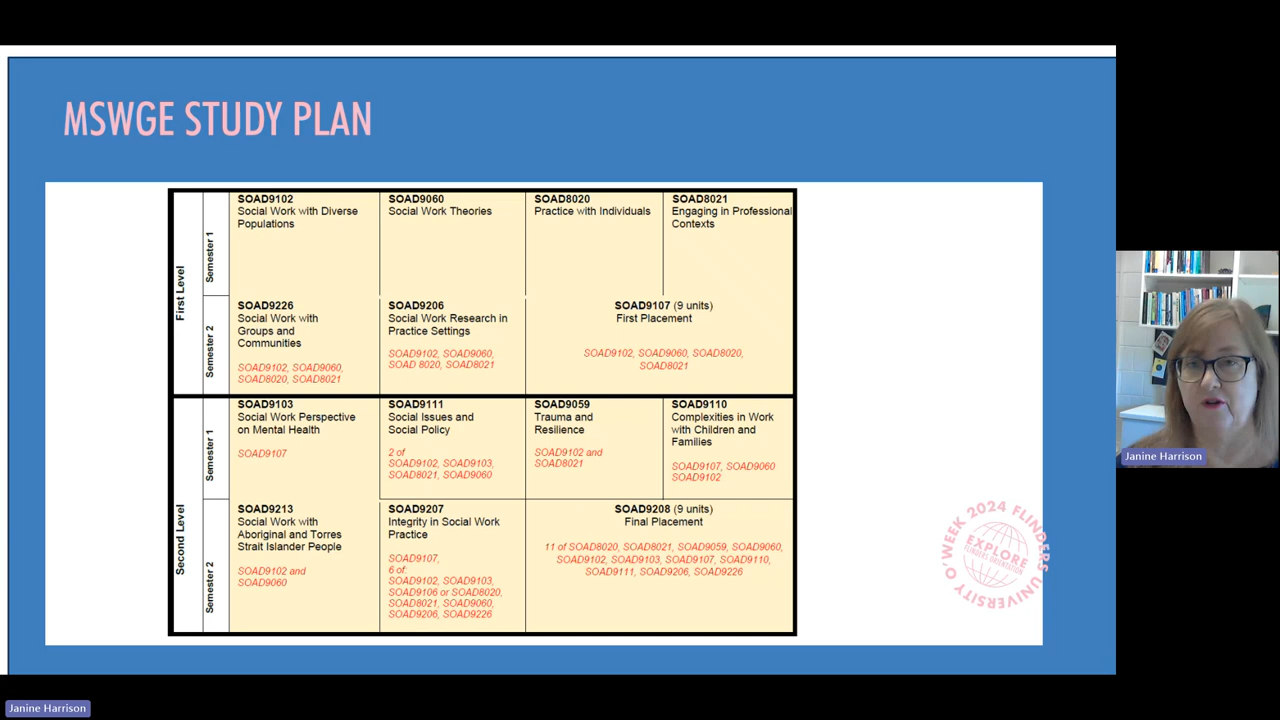 MSWGE STUDY PLAN
First Level
Semester 1
SOAD9102
Social Work with Diverse
Populations
SOAD9060
Social Work Theories
SOAD8020
Practice with Individuals
SOAD8021
Engaging in Professional
Contexts
Semester 2
SOAD9226
Social Work with
Groups and
Communities
SOAD9102, SOAD9060,
SOAD8020, SOAD8021
SOAD9206
Social Work Research in
Practice Settings
SOAD9102, SOAD9060,
SOAD 8020, SOAD8021
SOAD9107 (9 units)
First Placement
SOAD9102, SOAD9060, SOAD8020,
SOAD8021
Second Level
Semester 1
SOAD9103
Social Work Perspective
on Mental Health
SOAD9107
SOAD9111
Social Issues and
Social Policy
2 of
SOAD9102, SOAD9103,
SOAD8021, SOAD9060
SOAD9059
Trauma and
Resilience
SOAD9102 and
SOAD8021
SOAD9110
Complexities in Work
with Children and
Families
SOAD9107, SOAD9060
SOAD9102
Semester 2
SOAD9213
Social Work with
Aboriginal and Torres
Strait Islander People
SOAD9102 and
SOAD9060
SOAD9207
Integrity in Social Work
Practice
SOAD9107,
6 of:
SOAD9102, SOAD9103,
SOAD9106 or SOAD8020,
SOAD8021, SOAD9060,
SOAD9206, SOAD9226
SOAD9208 (9 units)
Final Placement
11 of SOAD8020, SOAD8021, SOAD9059, SOAD9060,
SOAD9102, SOAD9103, SOAD9107, SOAD9110,
SOAD9111, SOAD9206, SOAD9226
O'WEEK 2024 FLINDERS UNIVERSITY
EXPLORE
FLINDERS ORIENTATION
Janine Harrison
Janine Harrison